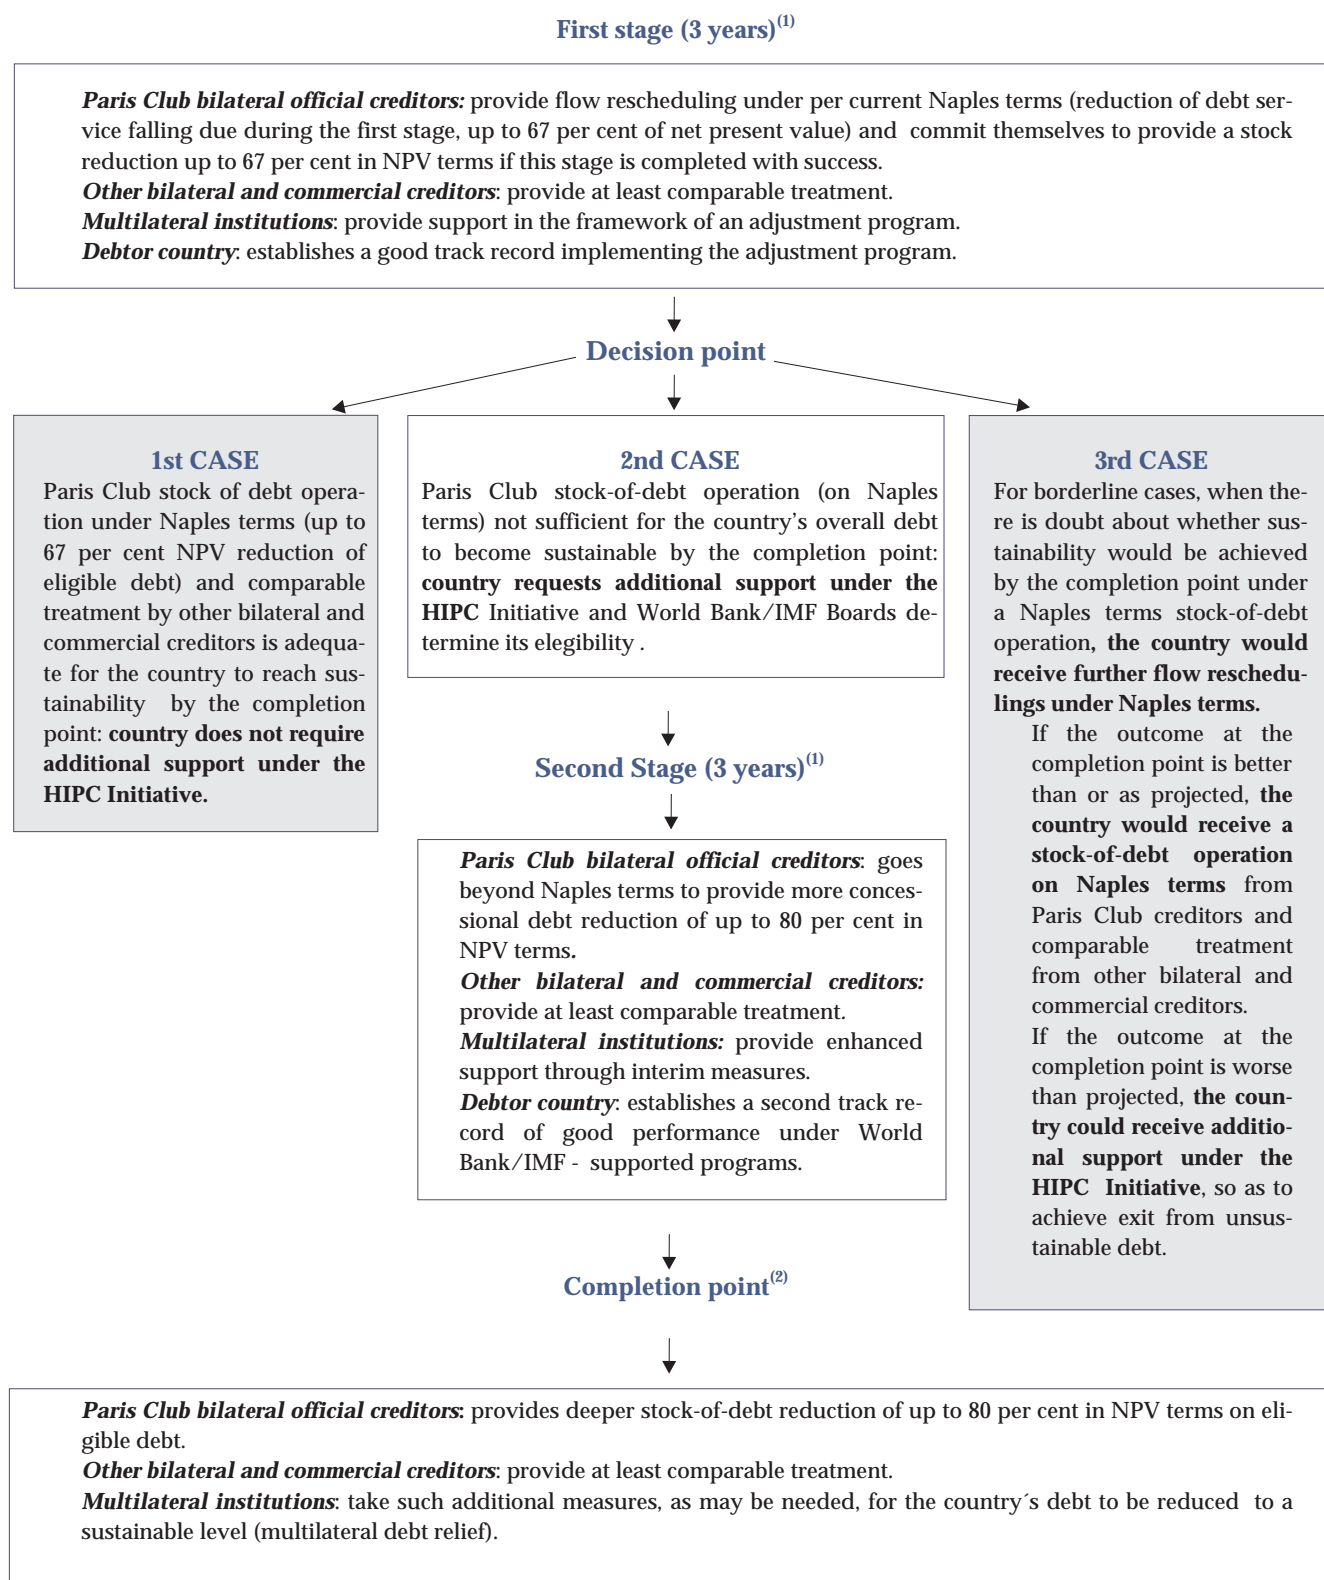 First stage (3 years)(1)
Paris Club bilateral official creditors: provide flow rescheduling under per current Naples terms (reduction of debt ser-
vice falling due during the first stage, up to 67 per cent of net present value) and commit themselves to provide a stock
reduction up to 67 per cent in NPV terms if this stage is completed with success.
Other bilateral and commercial creditors: provide at least comparable treatment.
Multilateral institutions: provide support in the framework of an adjustment program.
Debtor country: establishes a good track record implementing the adjustment program.
Decision point
1st CASE
Paris Club stock of debt opera-
tion under Naples terms (up to
67 per cent NPV reduction of
eligible debt) and comparable
treatment by other bilateral and
commercial creditors is adequa-
te for the country to reach sus-
tainability by the completion
point: country does not require
additional support under the
HIPC Initiative.
2nd CASE
Paris Club stock-of-debt operation (on Naples
terms) not sufficient for the country's overall debt
to become sustainable by the completion point:
country requests additional support under the
HIPC Initiative and World Bank/IMF Boards de-
termine its elegibility .
Second Stage (3 years)(1)
Paris Club bilateral official creditors: goes
beyond Naples terms to provide more conces-
sional debt reduction of up to 80 per cent in
NPV terms.
Other bilateral and commercial creditors:
provide at least comparable treatment.
Multilateral institutions: provide enhanced
support through interim measures.
Debtor country: establishes a second track re-
cord of good performance under World
Bank/IMF - supported programs.
3rd CASE
For borderline cases, when the-
re is doubt about whether sus-
tainability would be achieved
by the completion point under
a Naples terms stock-of-debt
operation, the country would
receive further flow reschedu-
lings under Naples terms.
If the outcome at the
completion point is better
than or as projected, the
country would receive a
stock-of-debt operation
on Naples terms from
Paris Club creditors and
comparable treatment
from other bilateral and
commercial creditors.
If the outcome at the
completion point is worse
than projected, the coun-
try could receive additio-
nal support under the
HIPC Initiative, so as to
achieve exit from unsus-
tainable debt.
Completion point(2)
Paris Club bilateral official creditors: provides deeper stock-of-debt reduction of up to 80 per cent in NPV terms on eli-
gible debt.
Other bilateral and commercial creditors: provide at least comparable treatment.
Multilateral institutions: take such additional measures, as may be needed, for the country´s debt to be reduced to a
sustainable level (multilateral debt relief).